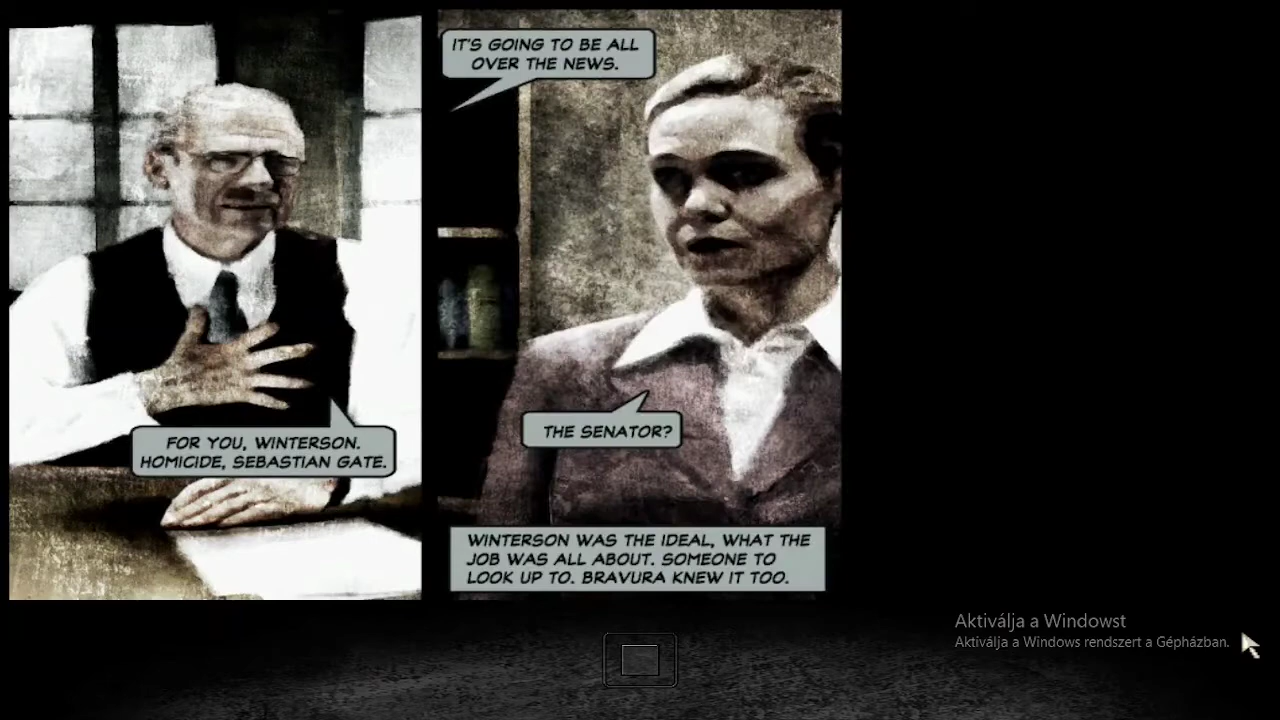 FOR YOU, WINTERSON.
HOMICIDE, SEBASTIAN GATE.
IT'S GOING TO BE ALL
OVER THE NEWS.
THE SENATOR?
WINTERSON WAS THE IDEAL, WHAT THE
JOB WAS ALL ABOUT. SOMEONE TO
LOOK UP TO. BRAVURA KNEW IT TOO.
Aktiválja a Windowst
Aktiválja a Windows rendszert a Gépházban.